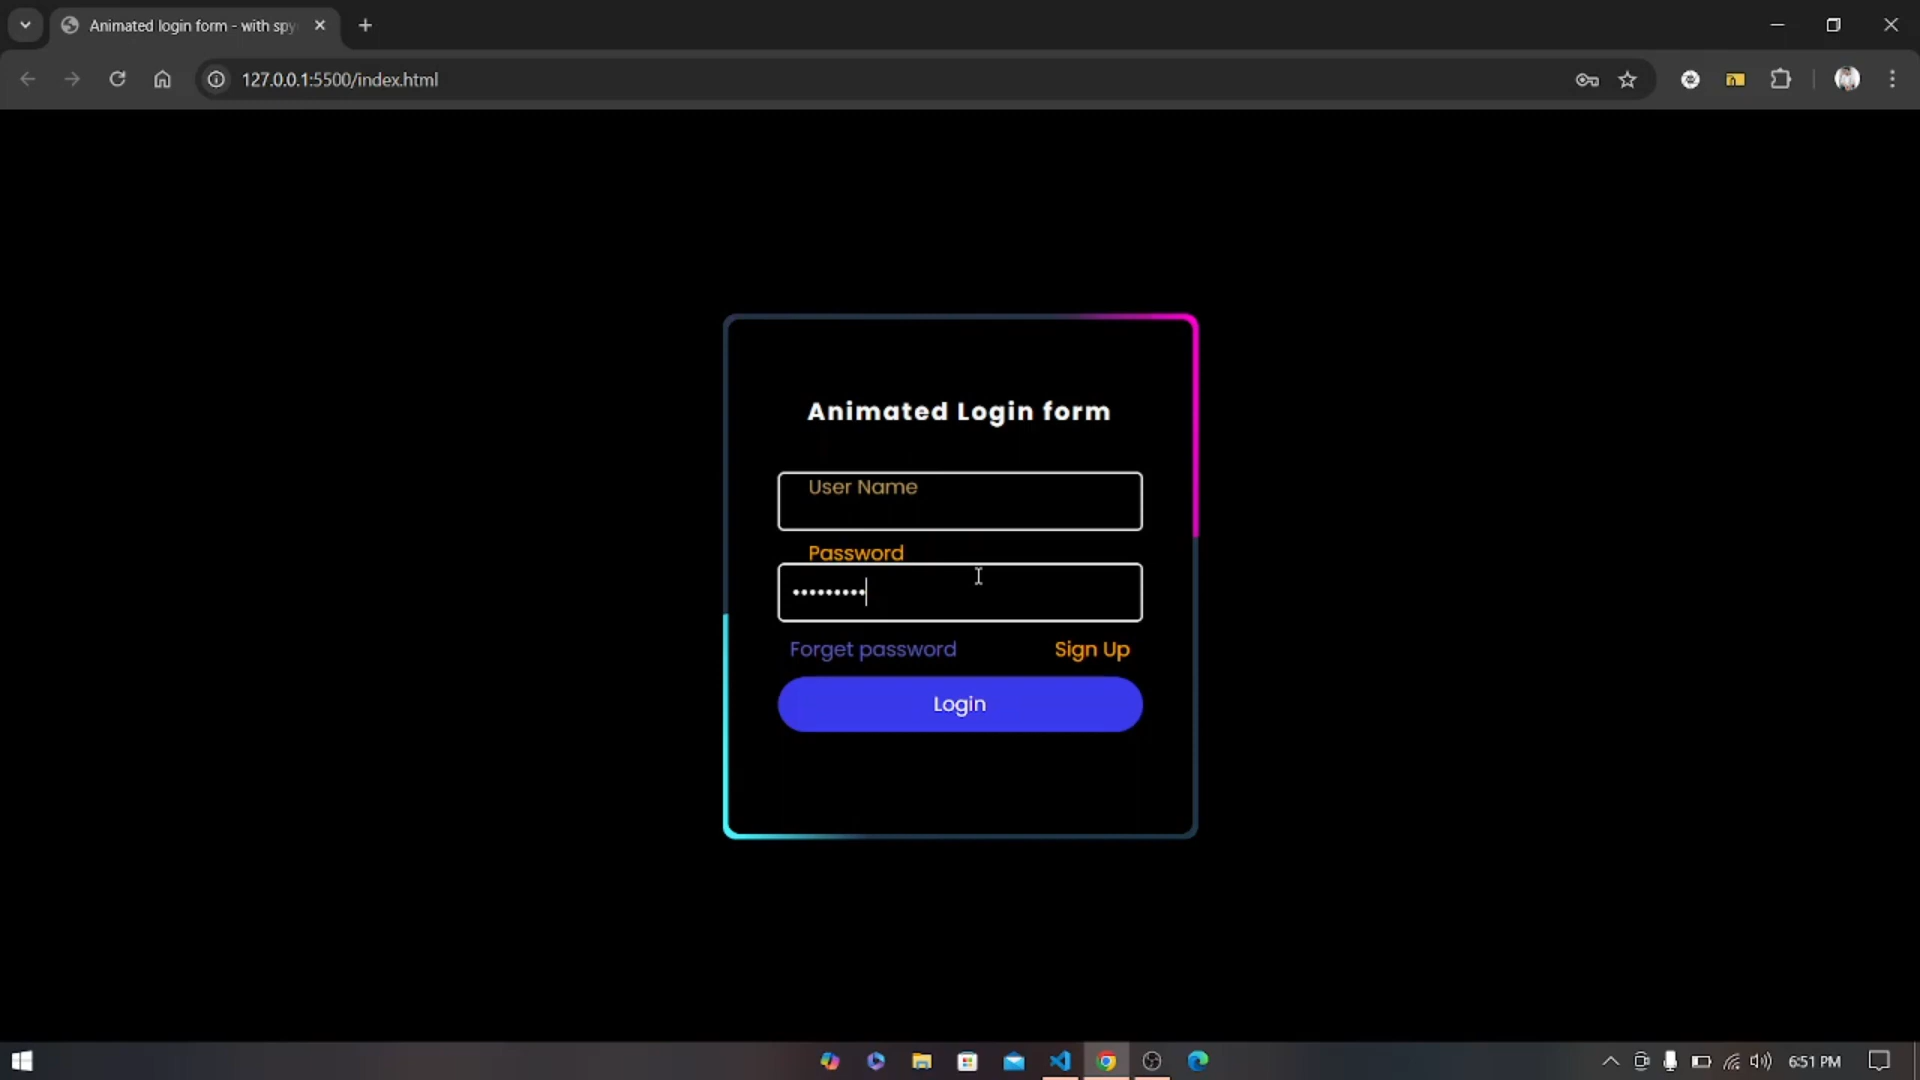 Animated login form - with spy
127.0.0.1:5500/index.html
Animated Login form
User Name
Password
•••••••••
Forget password
Sign Up
Login
6:51 PM